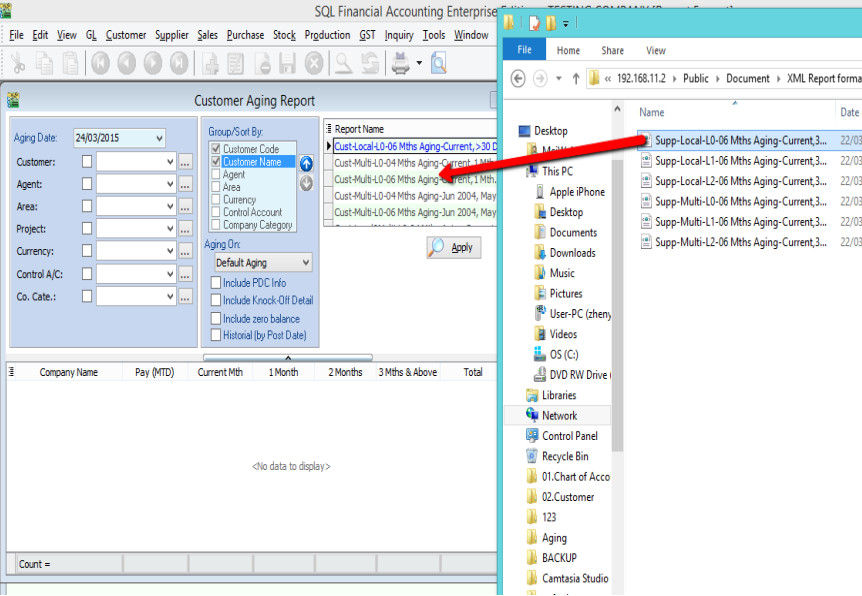 SQL Financial Accounting Enterprise
File Edit View GL Customer Supplier Sales Purchase Stock Production GST Inquiry Tools Window
Customer Aging Report
Aging Date: 24/03/2015
Customer:
Agent:
Area:
Project:
Currency:
Control A/C:
Co. Cate.:
Group/Sort By:
Customer Code
Customer Name
Agent
Area
Currency
Control Account
Company Category
Aging On:
Default Aging
Include PDC Info
Include Knock-Off Detail
Include zero balance
Historial (by Post Date)
Report Name
Cust-Local-L0-06 Mths Aging-Current,>30 D
Cust-Multi-L0-04 Mths Aging-Current, 1 Mth,
Cust-Multi-L0-06 Mths Aging-Current, 1 Mth,
Cust-Multi-L0-04 Mths Aging-Jun 2004, May
Cust-Multi-L0-06 Mths Aging-Jun 2004, May
Apply
Company Name Pay (MTD) Current Mth 1 Month 2 Months 3 Mths & Above Total
<No data to display>
Count =
File Home Share View
« 192.168.11.2 Public Document XML Report forma
Name Date
Desktop
This PC
Apple iPhone
Desktop
Documents
Downloads
Music
Pictures
User-PC (zheny
Videos
OS (C:)
DVD RW Drive (
Libraries
Network
Control Panel
Recycle Bin
01.Chart of Acco
02.Customer
123
Aging
BACKUP
Camtasia Studio
Supp-Local-L0-06 Mths Aging-Current,3... 22/03
Supp-Local-L1-06 Mths Aging-Current,3... 22/03
Supp-Local-L2-06 Mths Aging-Current,3... 22/03
Supp-Multi-L0-06 Mths Aging-Current,3... 22/03
Supp-Multi-L1-06 Mths Aging-Current,3... 22/03
Supp-Multi-L2-06 Mths Aging-Current,3... 22/03